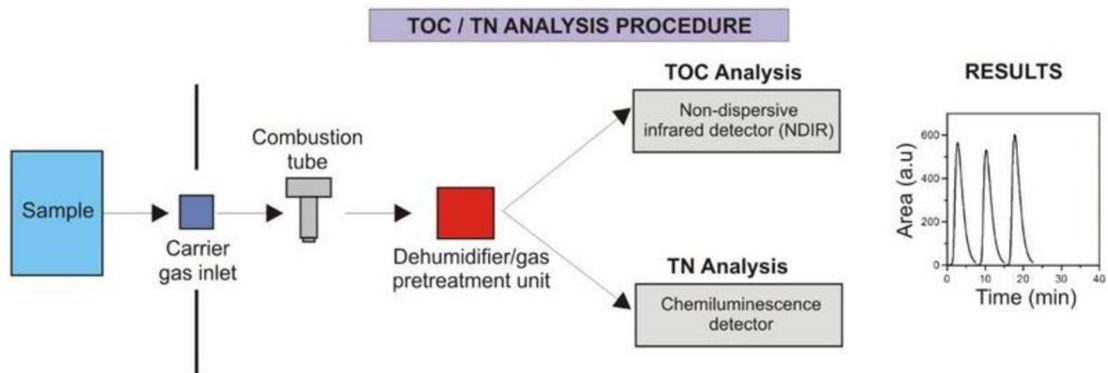 TOC / TN ANALYSIS PROCEDURE
Sample
Carrier
gas inlet
Combustion
tube
Dehumidifier/gas
pretreatment unit
TOC Analysis
Non-dispersive
infrared detector (NDIR)
TN Analysis
Chemiluminescence
detector
RESULTS
Area (a.u)
600
400
200
0
0
10
20
30
40
Time (min)